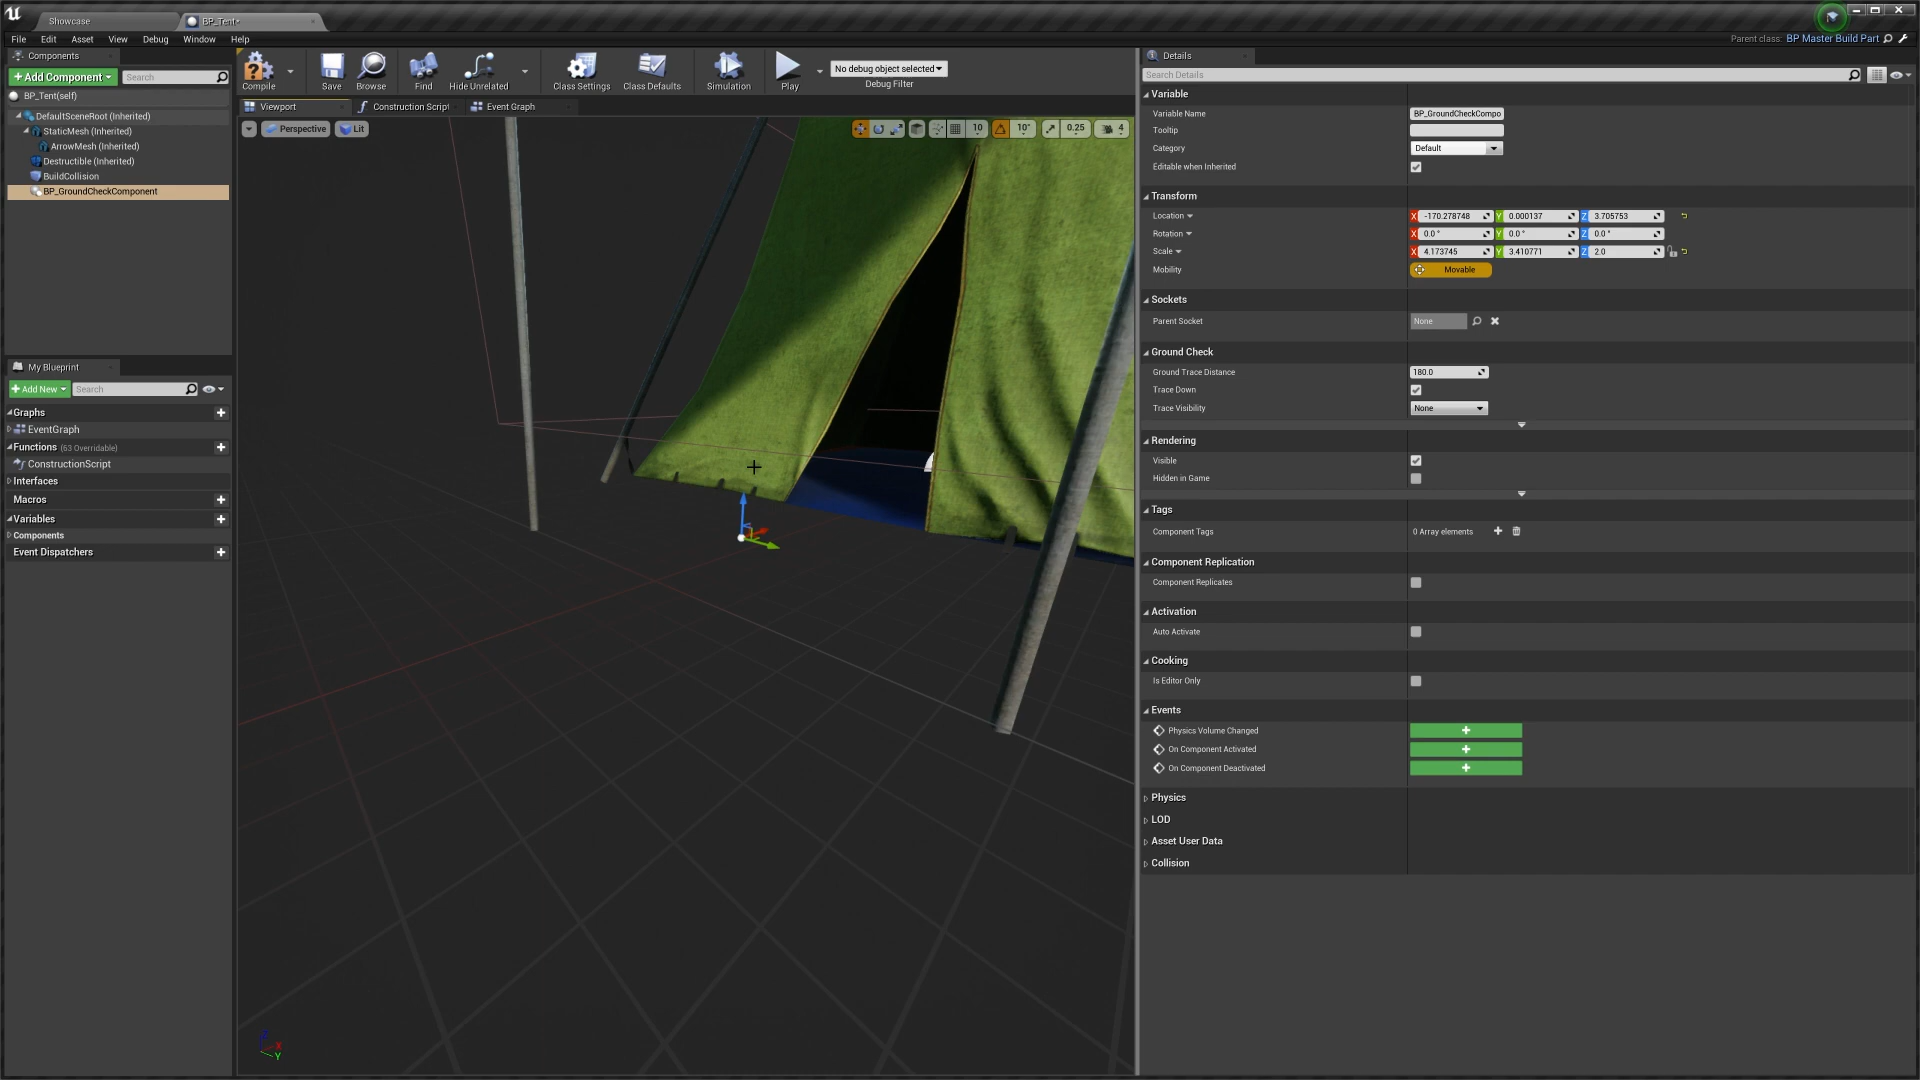 Showcase
BP_Tent*
File Edit Asset View Debug Window Help
Parent class: BP Master Build Part
Components
+ Add Component
Search
BP_Tent(self)
DefaultSceneRoot (Inherited)
StaticMesh (Inherited)
ArrowMesh (Inherited)
Destructible (Inherited)
BuildCollision
BP_GroundCheckComponent
My Blueprint
+ Add New
Search
Graphs
EventGraph
Functions (63 Overridable)
ConstructionScript
Interfaces
Macros
Variables
Components
Event Dispatchers
Compile
Save
Browse
Find
Hide Unrelated
Class Settings
Class Defaults
Simulation
Play
No debug object selected
Debug Filter
Viewport
Construction Script
Event Graph
Perspective
Lit
10
10°
0.25
4
Z
X
Y
Details
Search Details
Variable
Variable Name BP_GroundCheckCompo
Tooltip
Category Default
Editable when Inherited
Transform
Location X -170.278748 Y 0.000137 Z 3.705753
Rotation X 0.0 ° Y 0.0 ° Z 0.0 °
Scale X 4.173745 Y 3.410771 Z 2.0
Mobility Movable
Sockets
Parent Socket None
Ground Check
Ground Trace Distance 180.0
Trace Down
Trace Visibility None
Rendering
Visible
Hidden in Game
Tags
Component Tags 0 Array elements
Component Replication
Component Replicates
Activation
Auto Activate
Cooking
Is Editor Only
Events
Physics Volume Changed
On Component Activated
On Component Deactivated
Physics
LOD
Asset User Data
Collision